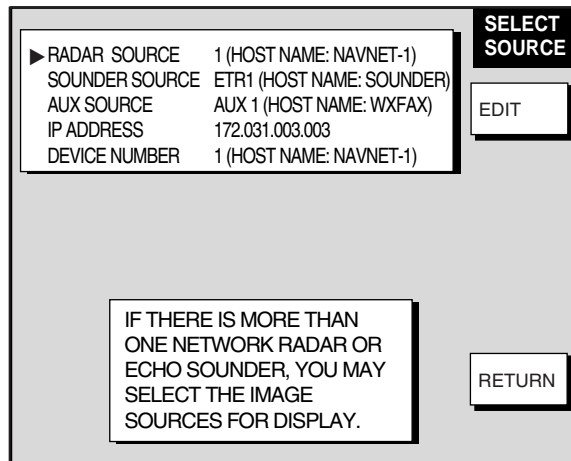 SELECT
SOURCE
▶RADAR SOURCE 1 (HOST NAME: NAVNET-1)
SOUNDER SOURCE ETR1 (HOST NAME: SOUNDER)
AUX SOURCE AUX 1 (HOST NAME: WXFAX)
IP ADDRESS 172.031.003.003
DEVICE NUMBER 1 (HOST NAME: NAVNET-1)
EDIT
IF THERE IS MORE THAN
ONE NETWORK RADAR OR
ECHO SOUNDER, YOU MAY
SELECT THE IMAGE
SOURCES FOR DISPLAY.
RETURN